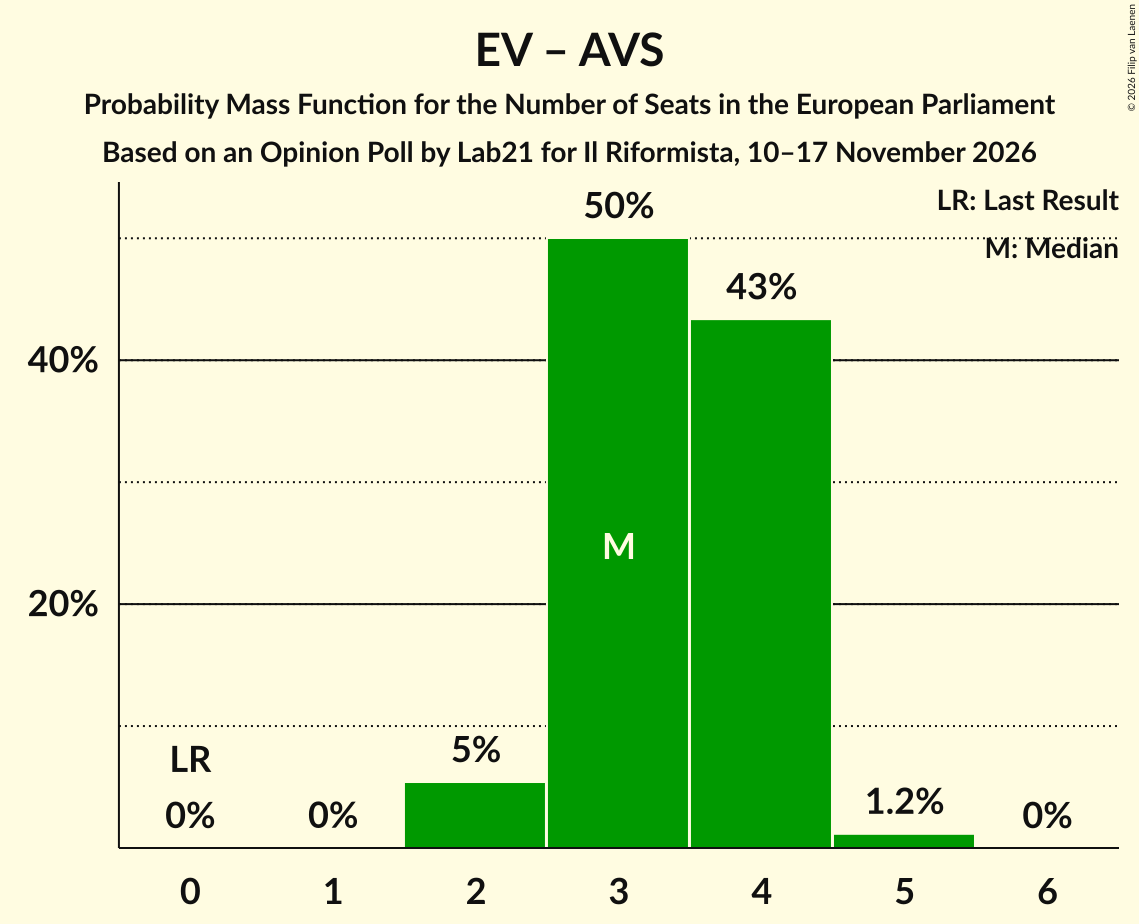 EV – AVS
Probability Mass Function for the Number of Seats in the European Parliament
Based on an Opinion Poll by Lab21 for Il Riformista, 10–17 November 2026
© 2026 Filip van Laenen
LR: Last Result
M: Median
50%
43%
40%
M
20%
LR
5%
0%
0%
1.2%
0%
0 1 2 3 4 5 6